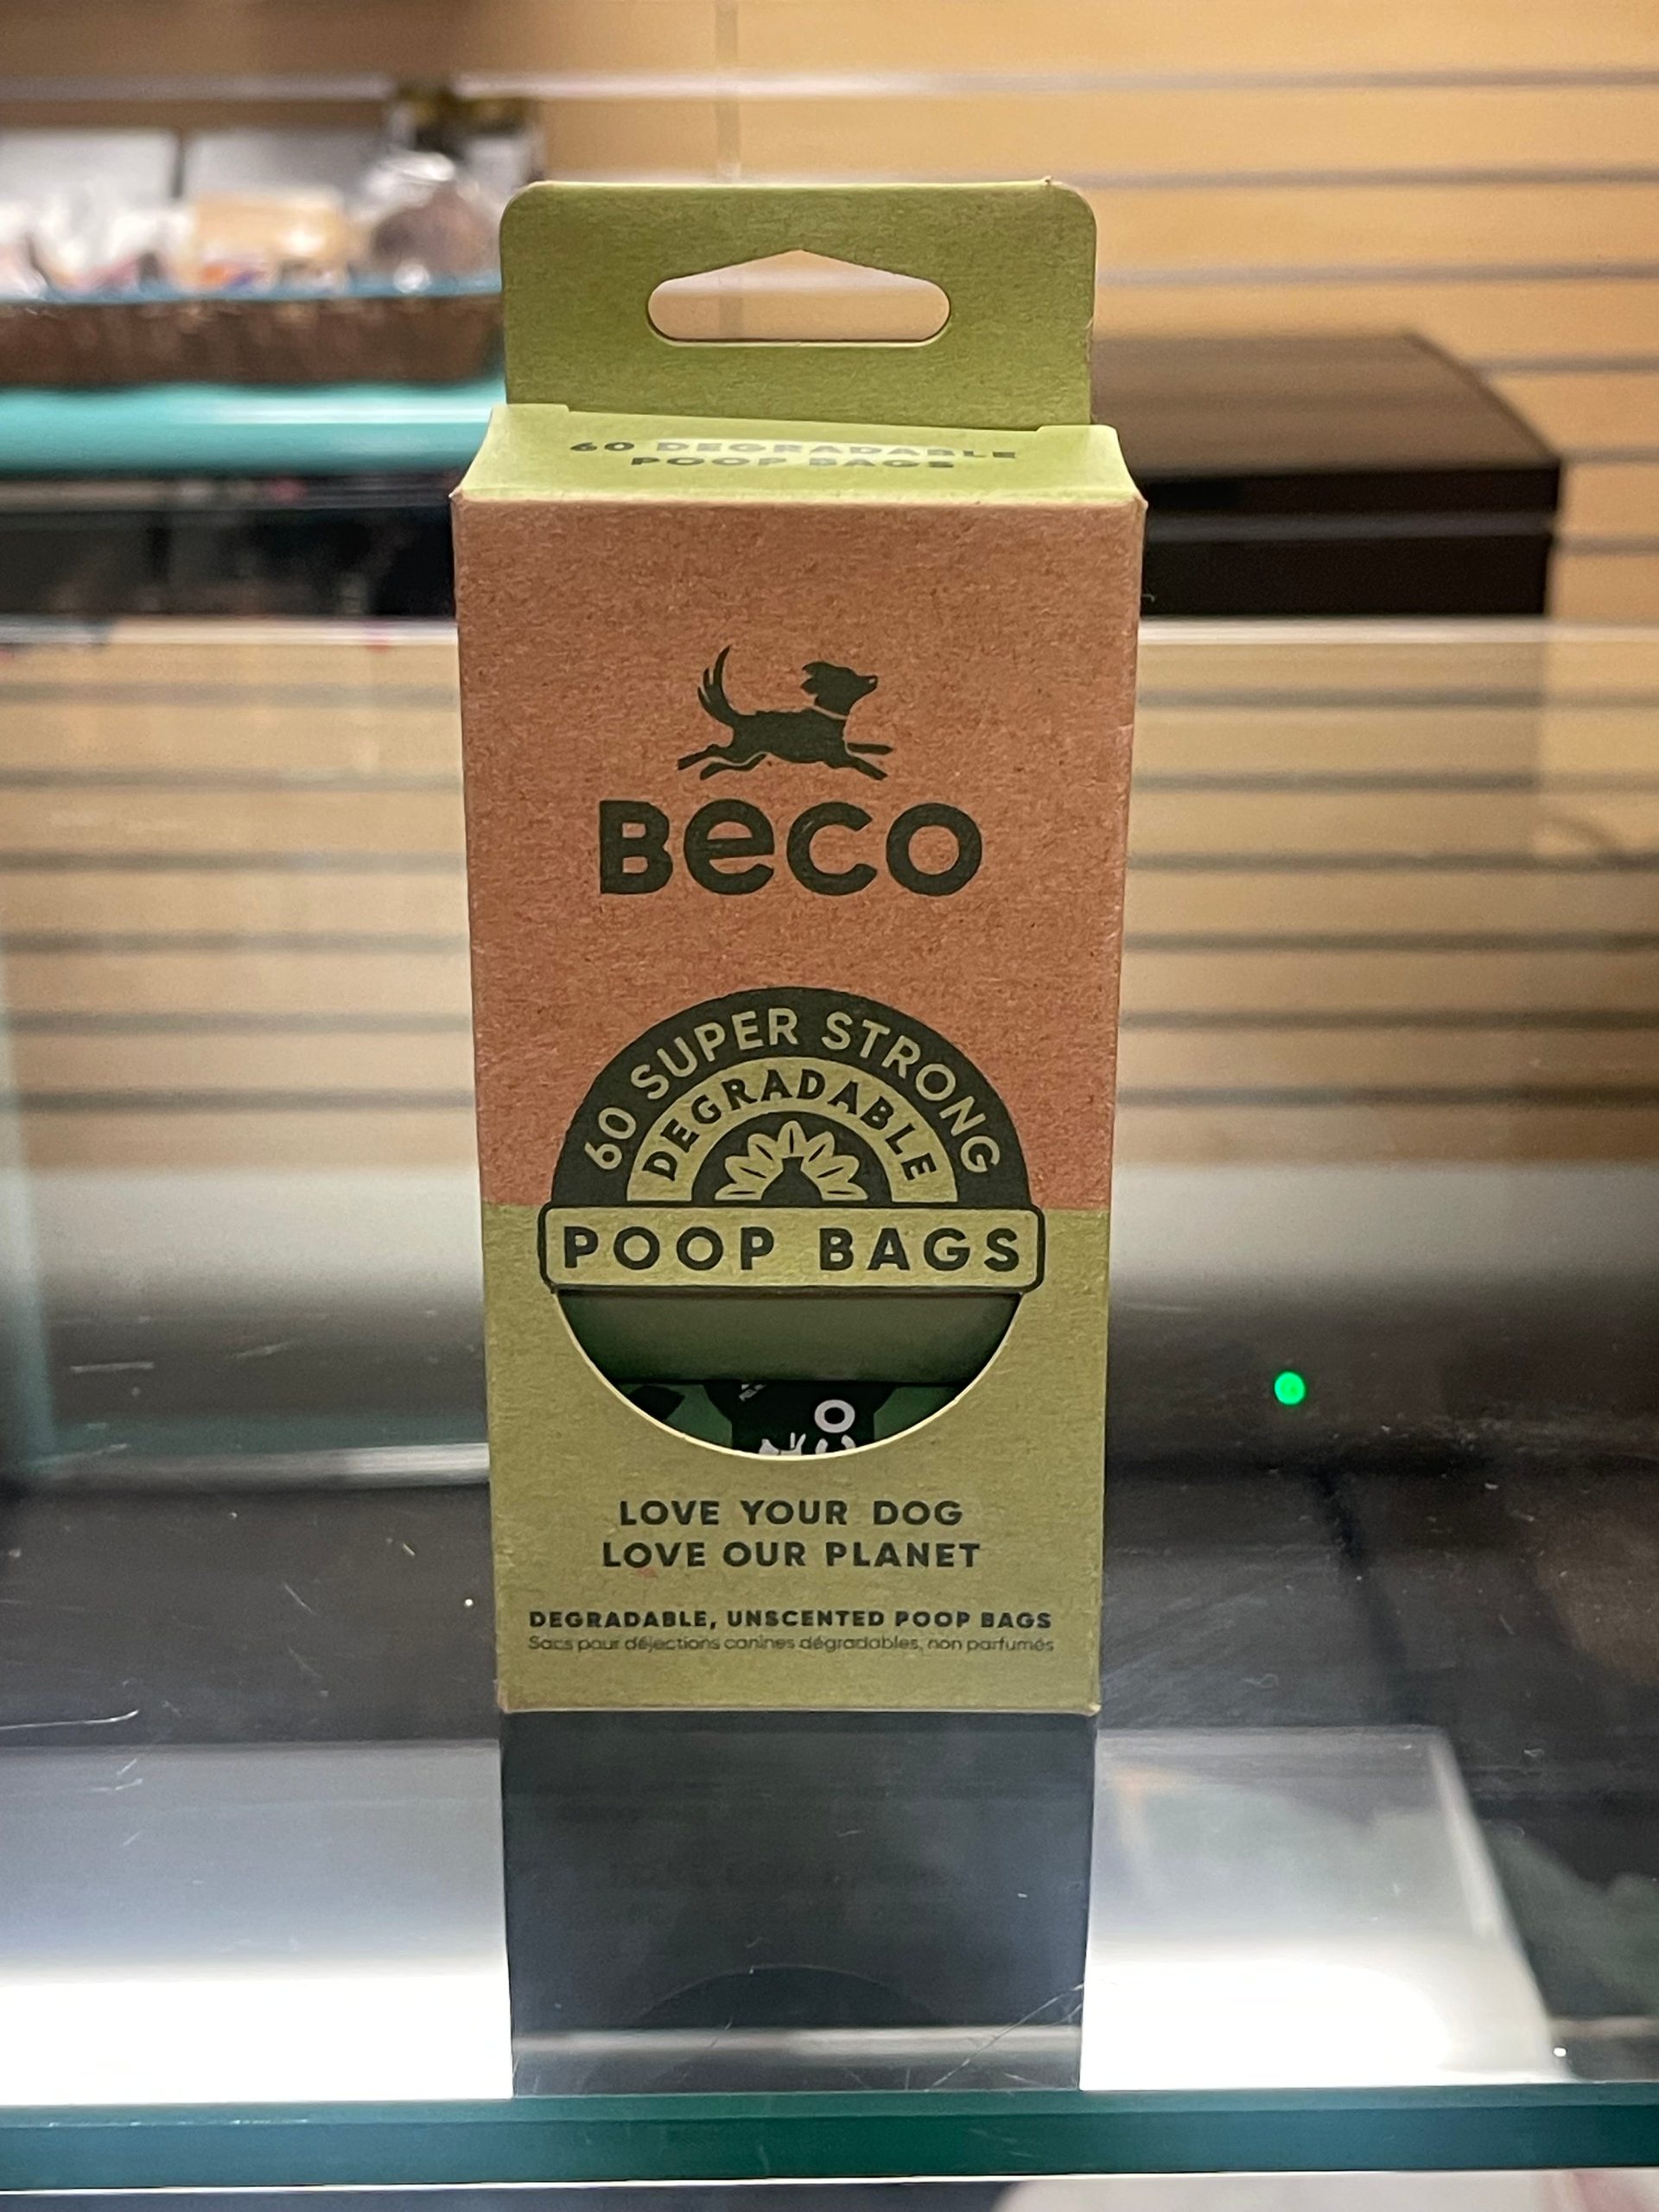 60 DEGRADABLE
POOP BAGS
BeCO
60 SUPER STRONG
DEGRADABLE
POOP BAGS
LOVE YOUR DOG
LOVE OUR PLANET
DEGRADABLE, UNSCENTED POOP BAGS
Sacs pour déjections canines dégradables, non parfumés